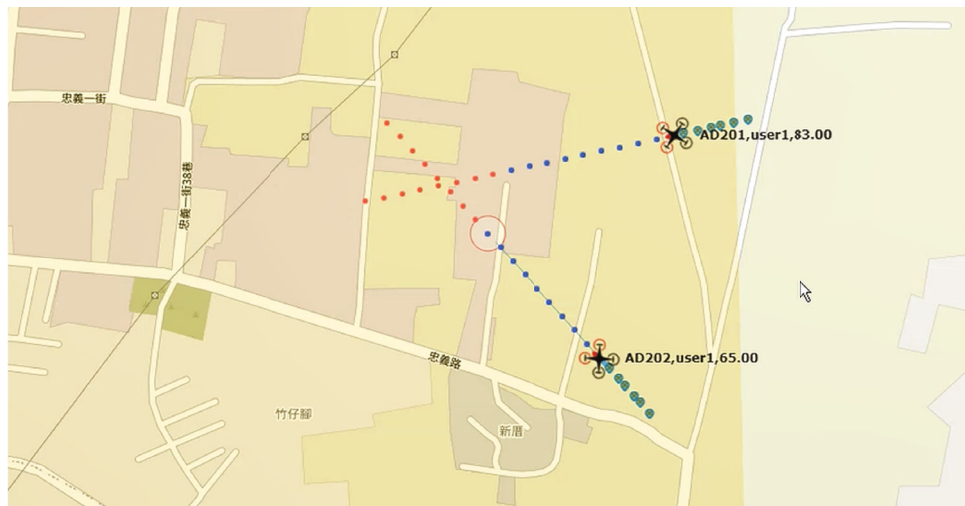 忠義一街
AD201,user1,83.00
忠義一街38巷
AD202,user1,65.00
忠義路
竹仔腳
新厝